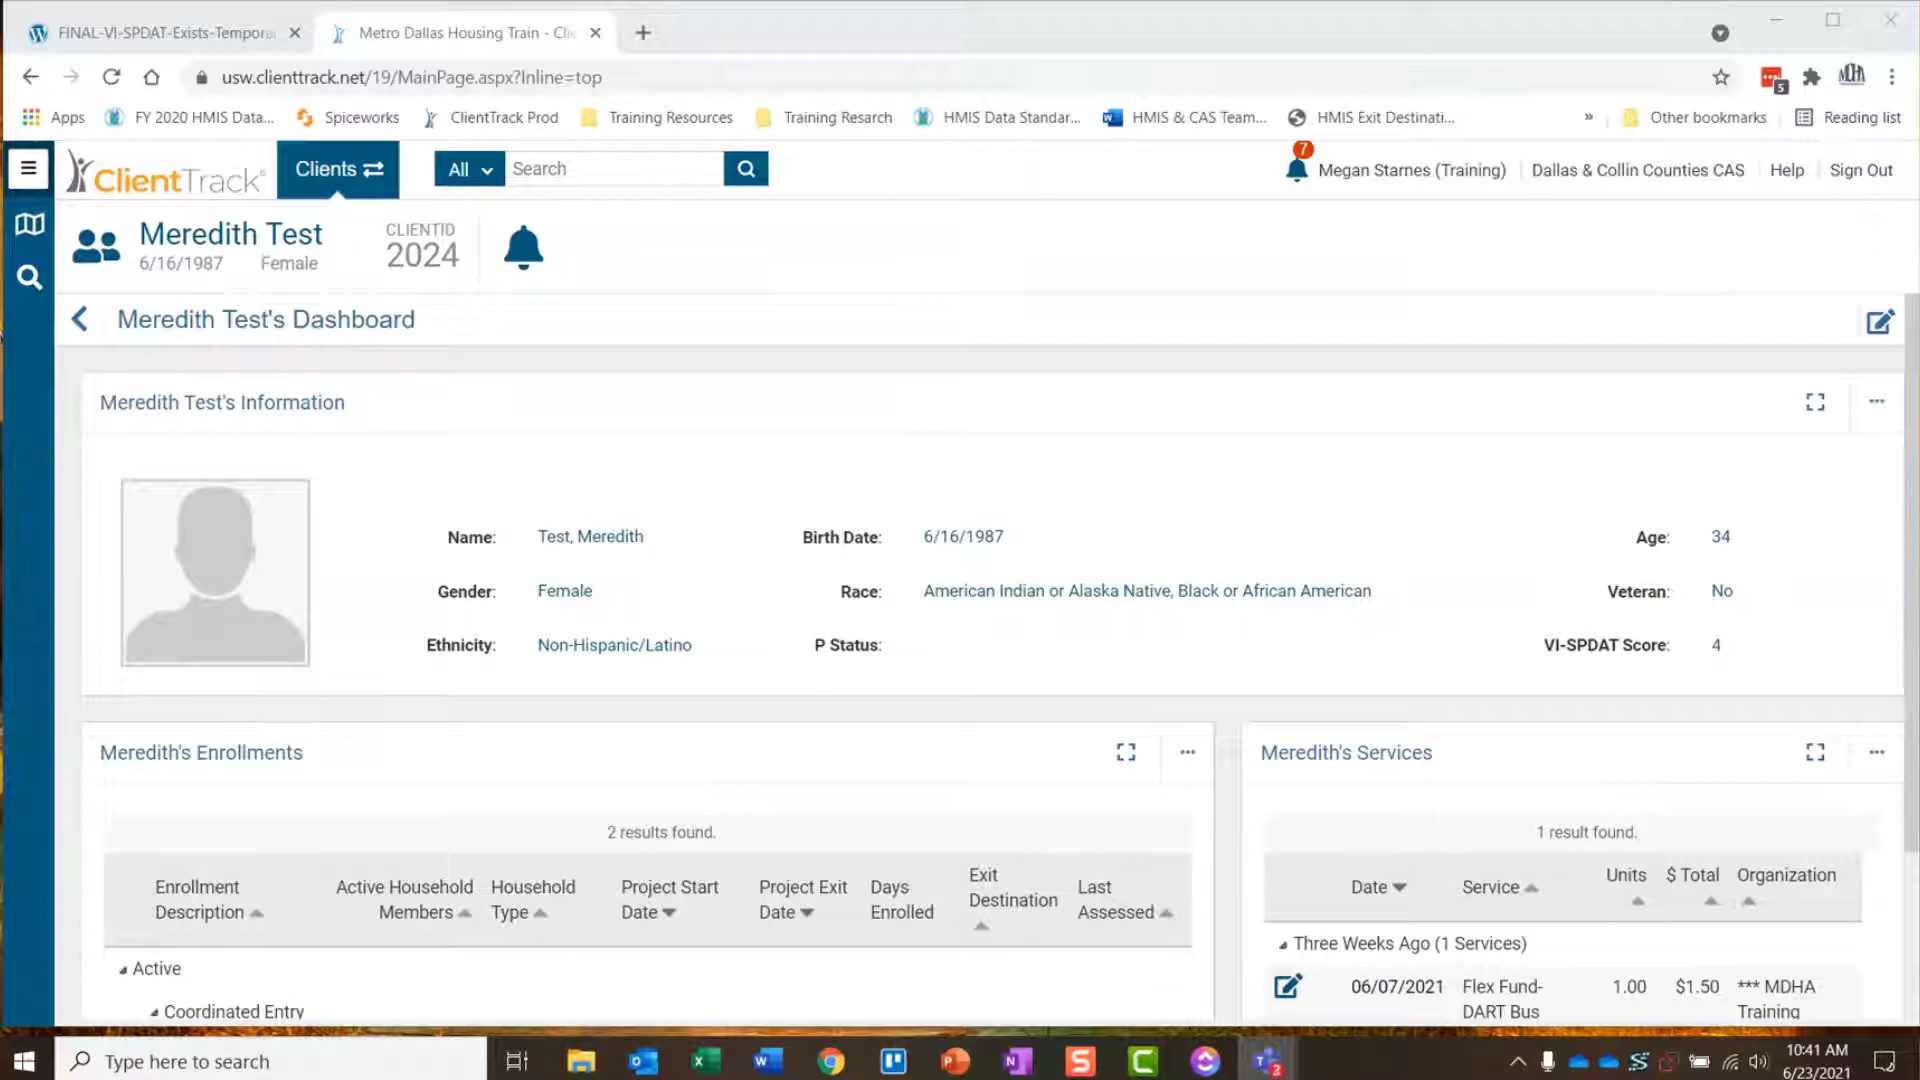 FINAL-VI-SPDAT-Exists-Tempora
Metro Dallas Housing Train - Clie
usw.clienttrack.net/19/MainPage.aspx?Inline=top
5
MDHA
Apps
FY 2020 HMIS Data...
Spiceworks
ClientTrack Prod
Training Resources
Training Resarch
HMIS Data Standar...
HMIS & CAS Team...
HMIS Exit Destinati...
»
Other bookmarks
Reading list
ClientTrack®
Clients
All
Search
7
Megan Starnes (Training)
Dallas & Collin Counties CAS
Help
Sign Out
Meredith Test
6/16/1987 Female
CLIENTID
2024
Meredith Test's Dashboard
Meredith Test's Information
Name: Test, Meredith
Birth Date: 6/16/1987
Age: 34
Gender: Female
Race: American Indian or Alaska Native, Black or African American
Veteran: No
Ethnicity: Non-Hispanic/Latino
P Status:
VI-SPDAT Score: 4
Meredith's Enrollments
2 results found.
Enrollment Description
Active Household Members
Household Type
Project Start Date
Project Exit Date
Days Enrolled
Exit Destination
Last Assessed
Active
Coordinated Entry
Meredith's Services
1 result found.
Date
Service
Units
$ Total
Organization
Three Weeks Ago (1 Services)
06/07/2021 Flex Fund- 1.00 $1.50 *** MDHA
DART Bus Training
Type here to search
3
10:41 AM
6/23/2021